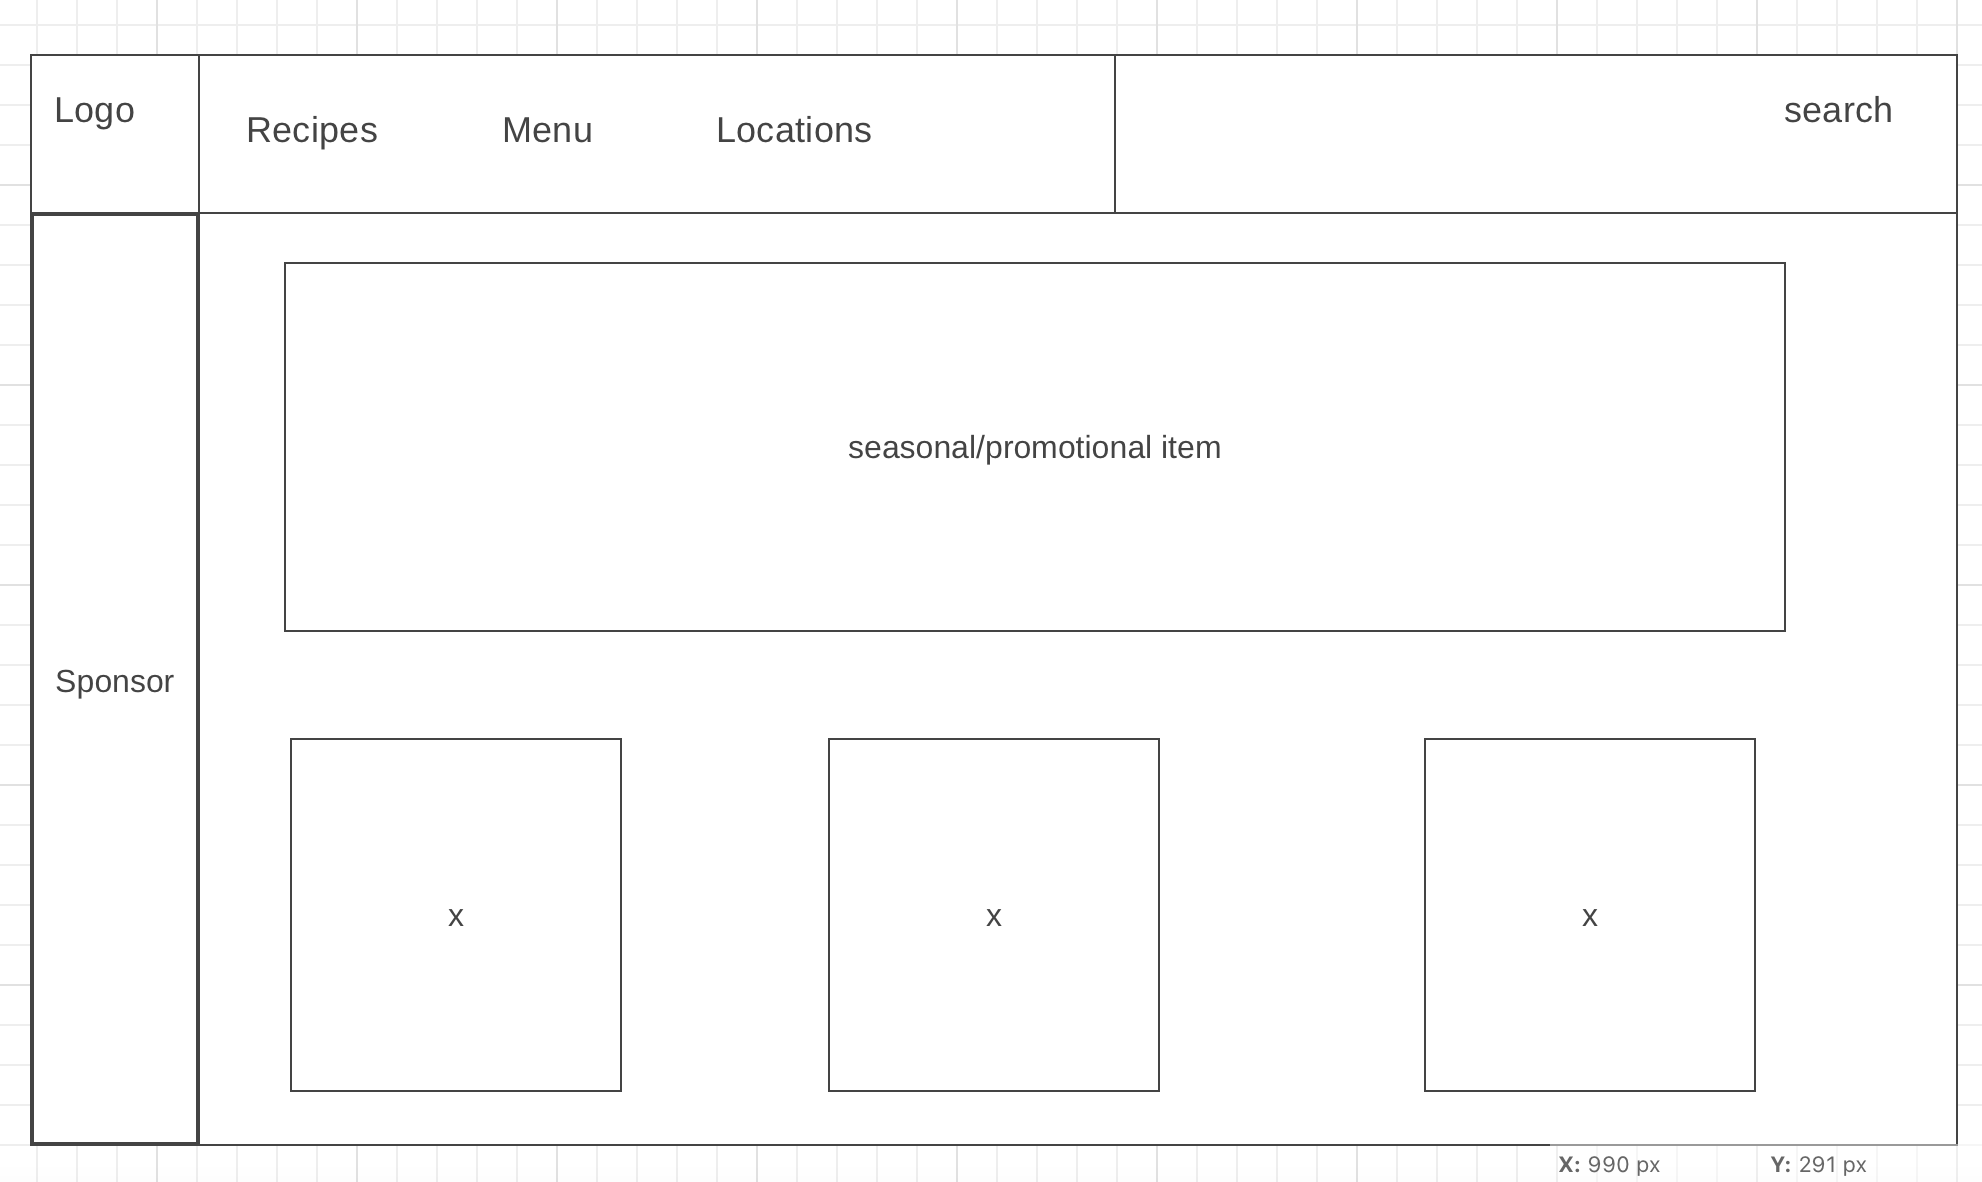 Logo
Recipes
Menu
Locations
search
seasonal/promotional item
Sponsor
x
x
x
X: 990 px
Y: 291 px